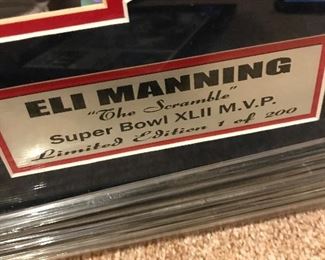 ELI MANNING
"The Scramble"
Super Bowl XLII M.V.P.
Limited Edition 1 of 200